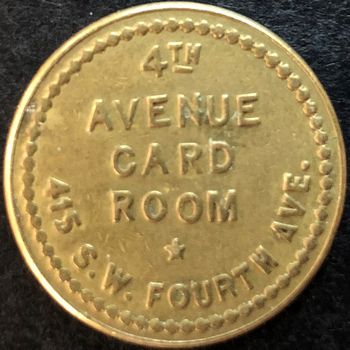 4TH
AVENUE
CARD
ROOM
415 S.W. FOURTH AVE.